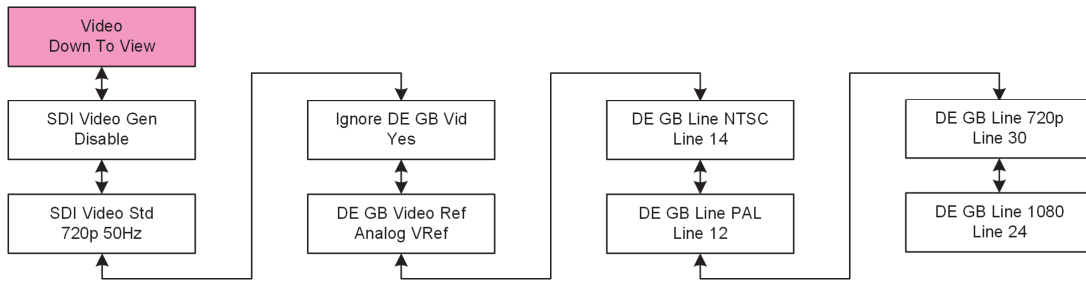 Video
Down To View
SDI Video Gen
Disable
SDI Video Std
720p 50Hz
Ignore DE GB Vid
Yes
DE GB Video Ref
Analog VRef
DE GB Line NTSC
Line 14
DE GB Line PAL
Line 12
DE GB Line 720p
Line 30
DE GB Line 1080
Line 24